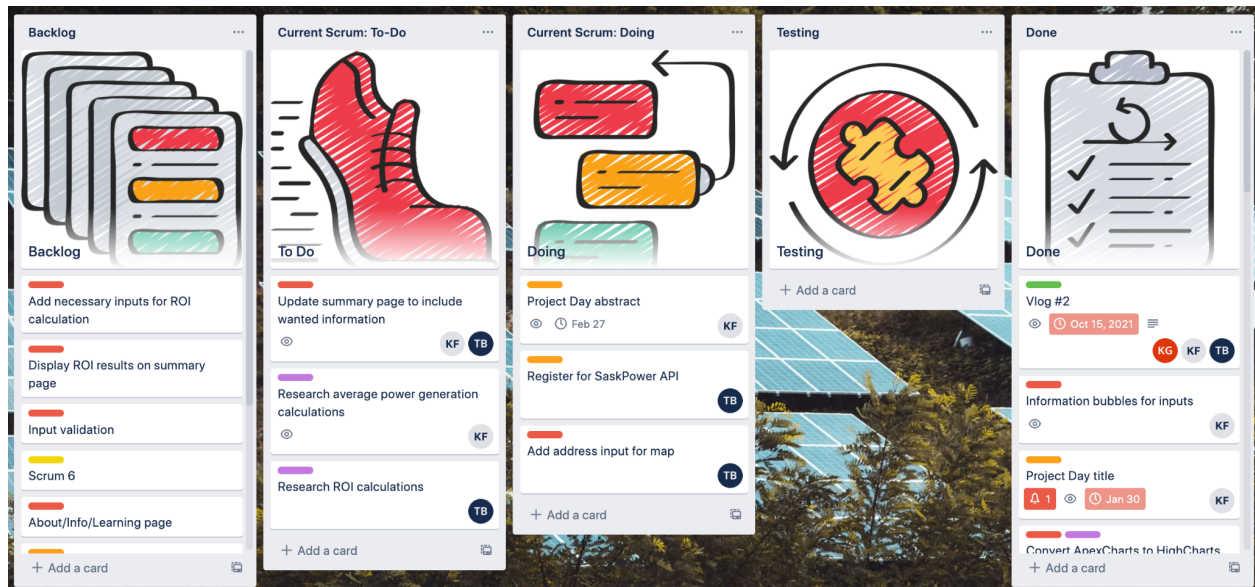 Backlog
Backlog
Add necessary inputs for ROI
calculation
Display ROI results on summary
page
Input validation
Scrum 6
About/Info/Learning page
+ Add a card
Current Scrum: To-Do
To Do
Update summary page to include
wanted information
KF TB
Research average power generation
calculations
KF
Research ROI calculations
TB
+ Add a card
Current Scrum: Doing
Doing
Project Day abstract
Feb 27
KF
Register for SaskPower API
TB
Add address input for map
TB
+ Add a card
Testing
Testing
+ Add a card
Done
Done
Vlog #2
Oct 15, 2021
KG KF TB
Information bubbles for inputs
KF
Project Day title
1 Jan 30
KF
Convert ApexCharts to HighCharts
+ Add a card